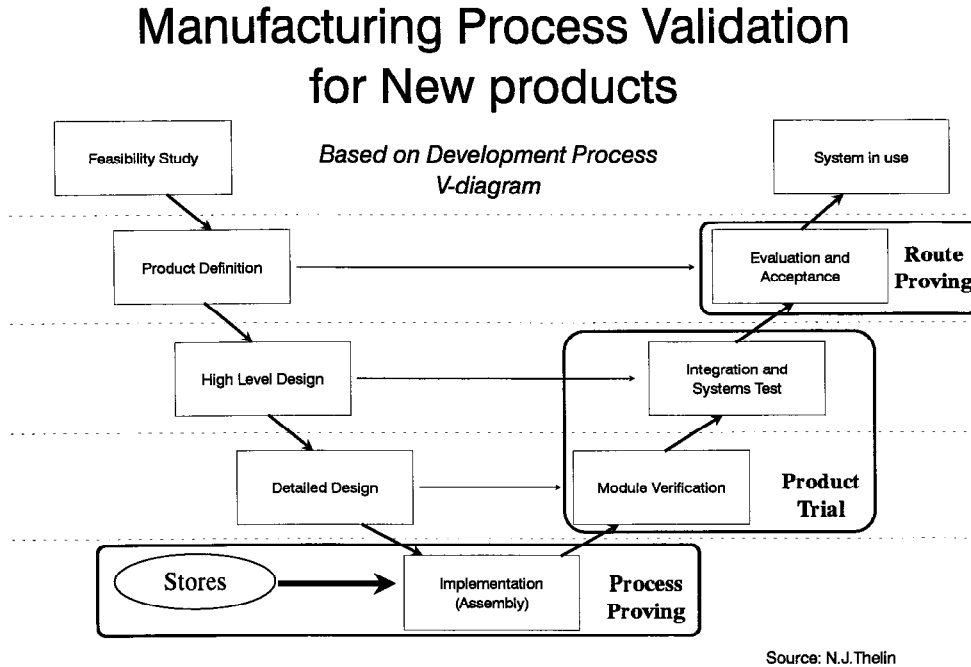 Manufacturing Process Validation
for New products
Based on Development Process
V-diagram
Feasibility Study
System in use
Product Definition
Evaluation and
Acceptance
Route
Proving
High Level Design
Integration and
Systems Test
Detailed Design
Module Verification
Product
Trial
Stores
Implementation
(Assembly)
Process
Proving
Source: N.J.Thelin